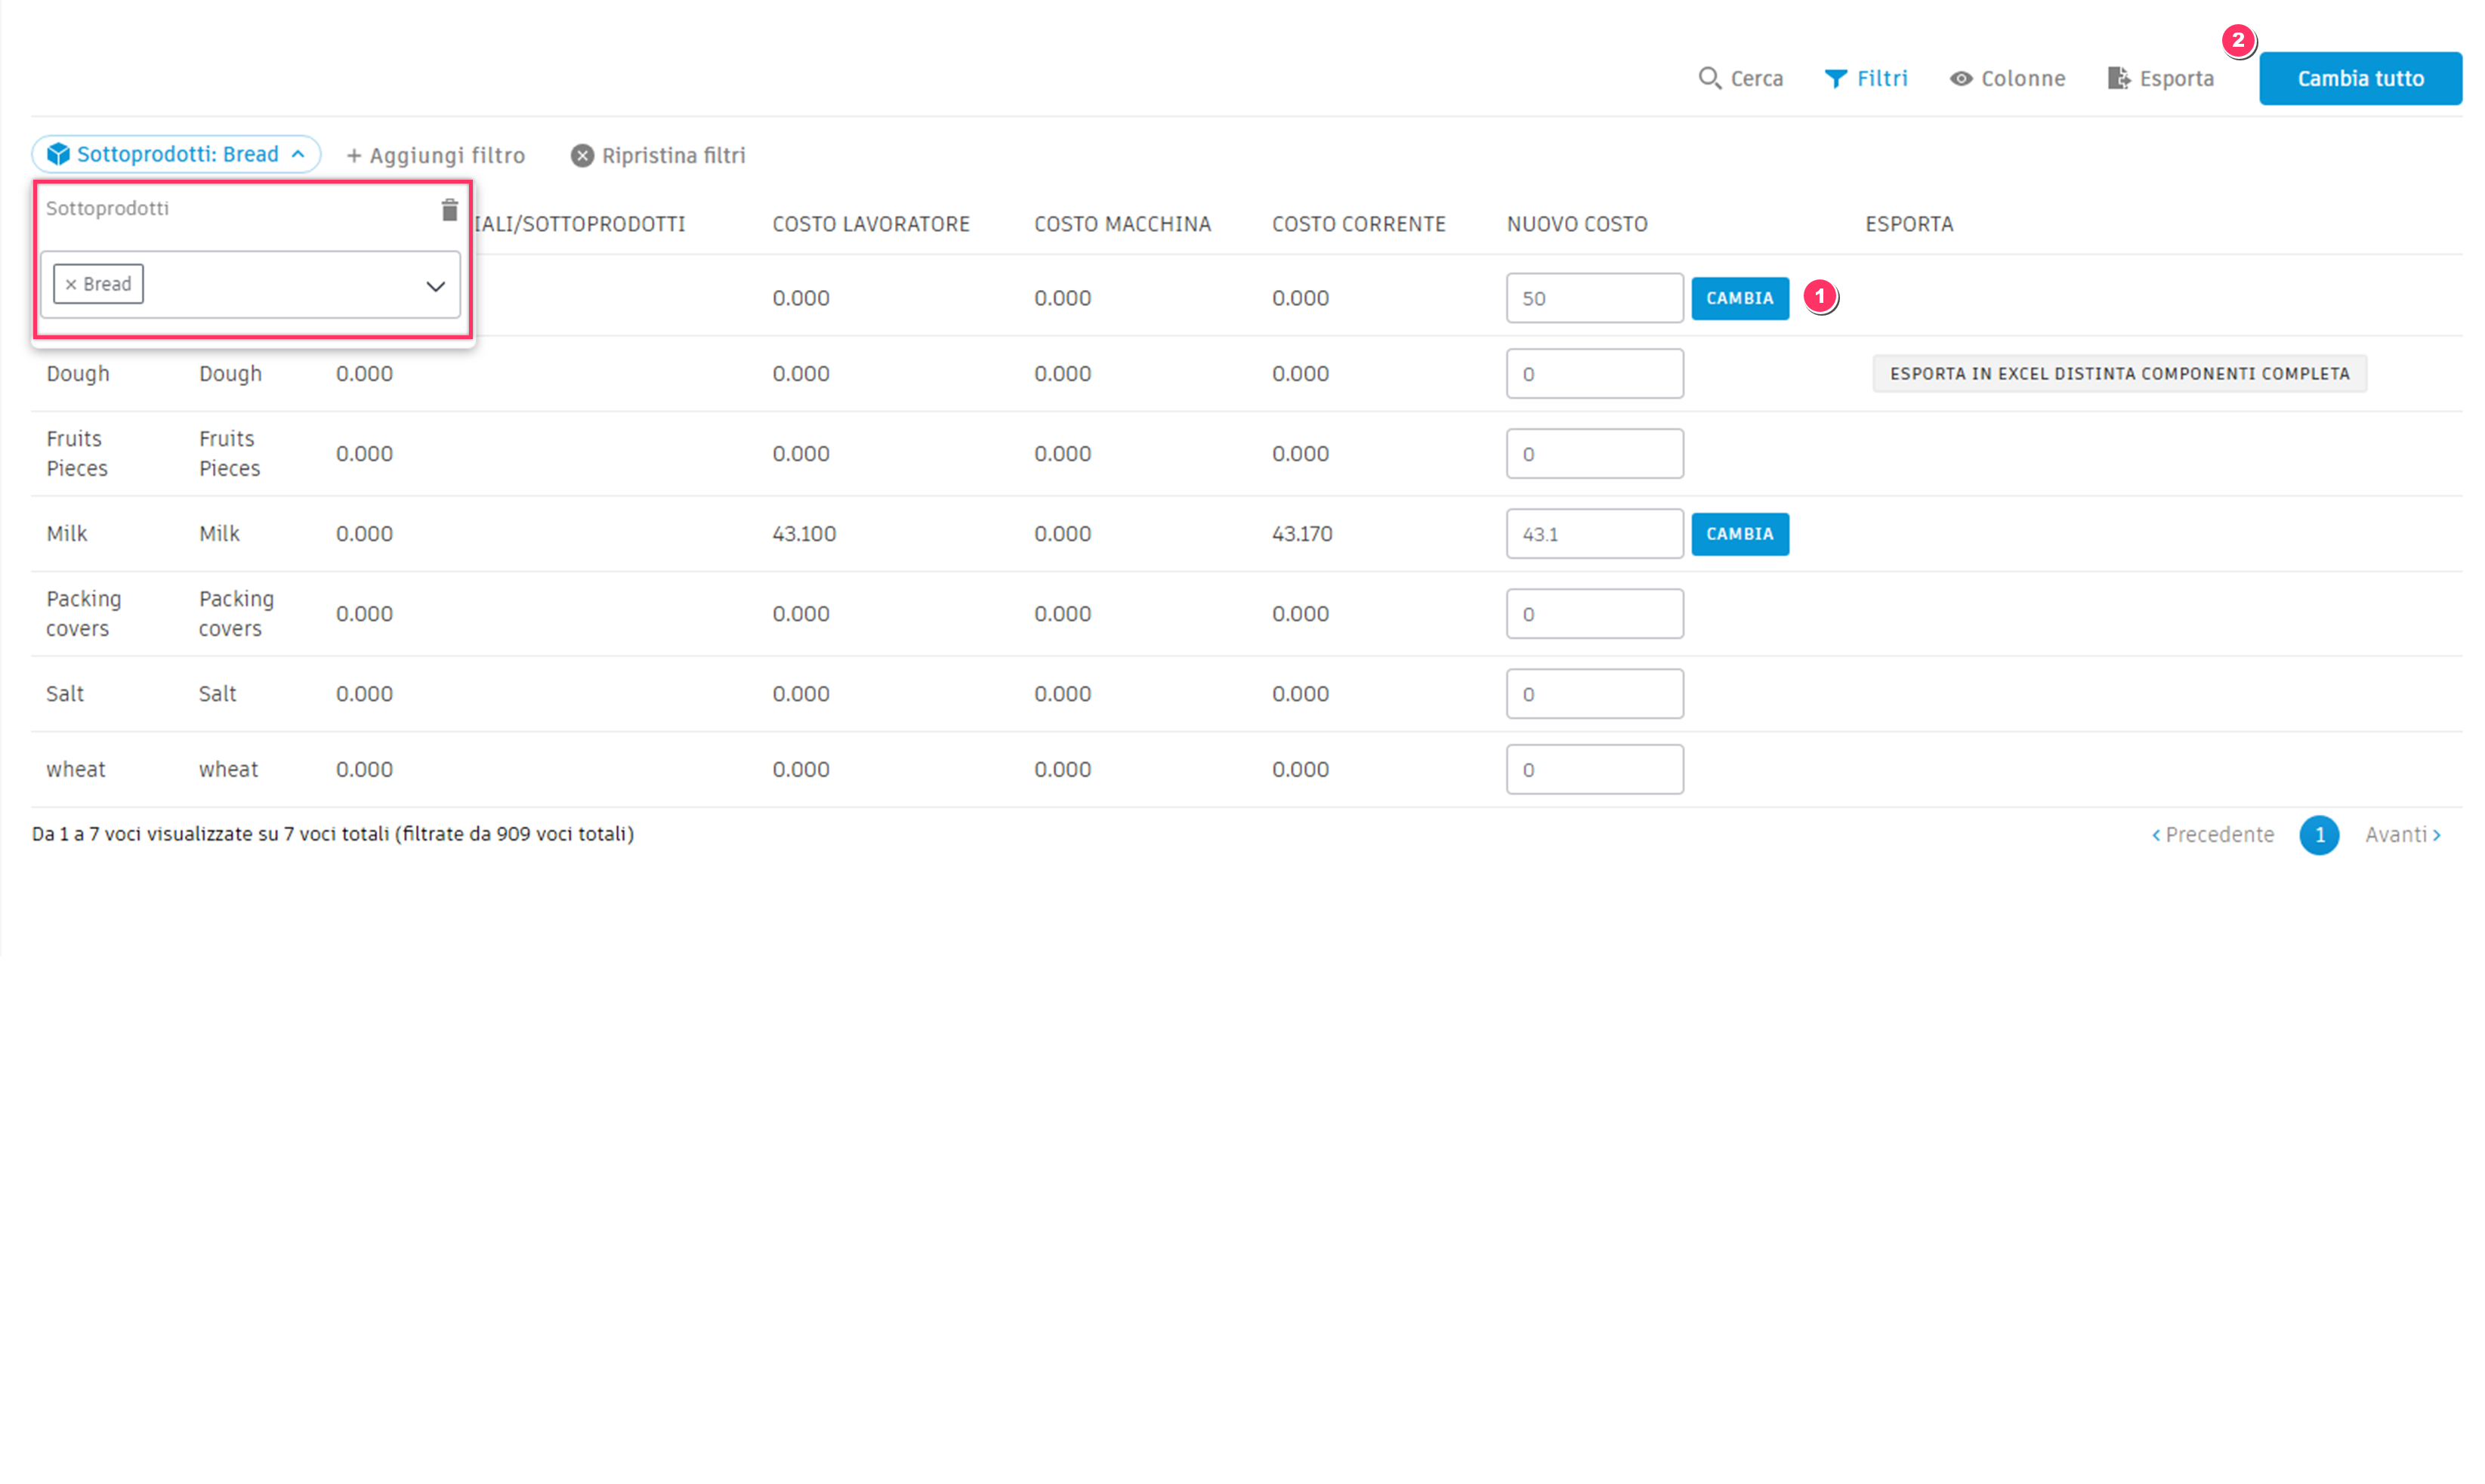 2
Cerca Filtri Colonne Esporta Cambia tutto
Sottoprodotti: Bread + Aggiungi filtro Ripristina filtri
Sottoprodotti
IALI/SOTTOPRODOTTI COSTO LAVORATORE COSTO MACCHINA COSTO CORRENTE NUOVO COSTO ESPORTA
× Bread
0.000 0.000 0.000 50 CAMBIA 1
Dough Dough 0.000 0.000 0.000 0.000 0 ESPORTA IN EXCEL DISTINTA COMPONENTI COMPLETA
Fruits Pieces Fruits Pieces 0.000 0.000 0.000 0.000 0
Milk Milk 0.000 43.100 0.000 43.170 43.1 CAMBIA
Packing covers Packing covers 0.000 0.000 0.000 0.000 0
Salt Salt 0.000 0.000 0.000 0.000 0
wheat wheat 0.000 0.000 0.000 0.000 0
Da 1 a 7 voci visualizzate su 7 voci totali (filtrate da 909 voci totali)
‹ Precedente 1 Avanti ›